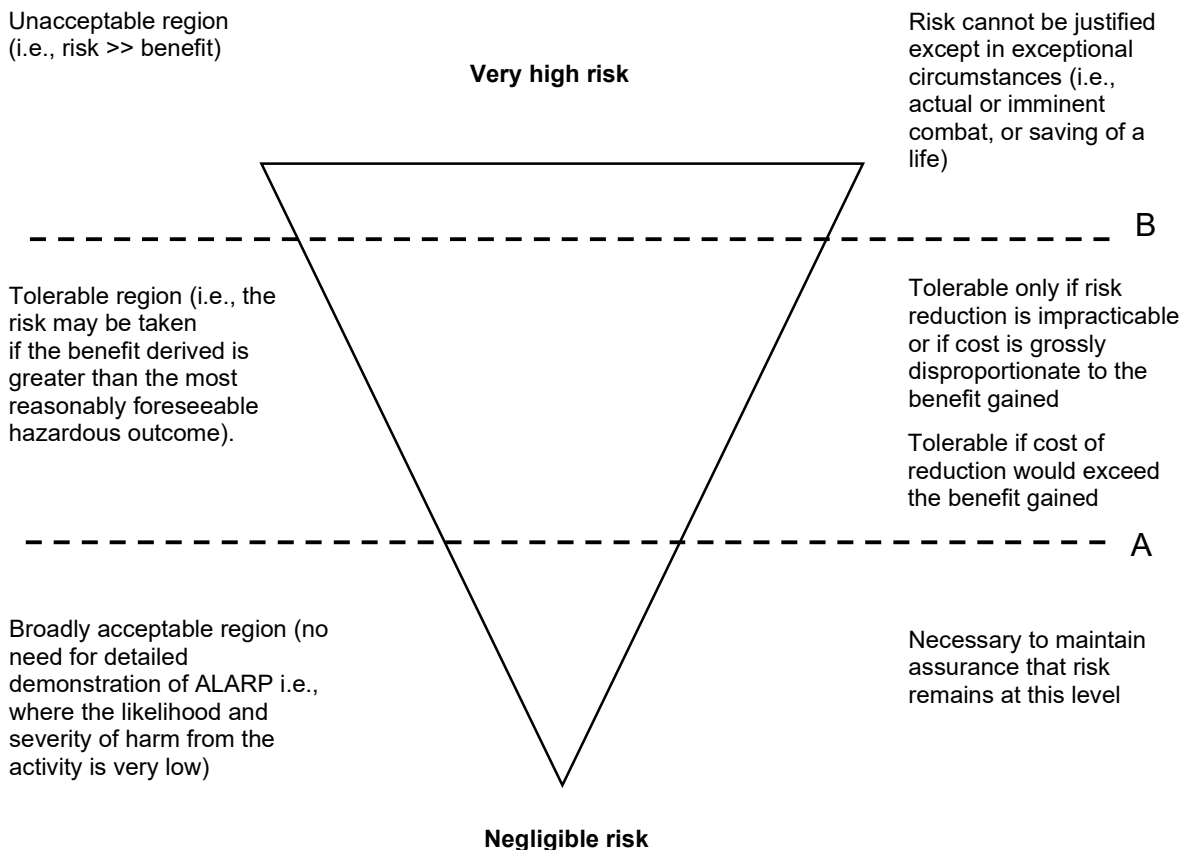 Unacceptable region
(i.e., risk >> benefit)
Very high risk
Risk cannot be justified
except in exceptional
circumstances (i.e.,
actual or imminent
combat, or saving of a
life)
B
Tolerable region (i.e., the
risk may be taken
if the benefit derived is
greater than the most
reasonably foreseeable
hazardous outcome).
Tolerable only if risk
reduction is impracticable
or if cost is grossly
disproportionate to the
benefit gained
Tolerable if cost of
reduction would exceed
the benefit gained
A
Broadly acceptable region (no
need for detailed
demonstration of ALARP i.e.,
where the likelihood and
severity of harm from the
activity is very low)
Necessary to maintain
assurance that risk
remains at this level
Negligible risk